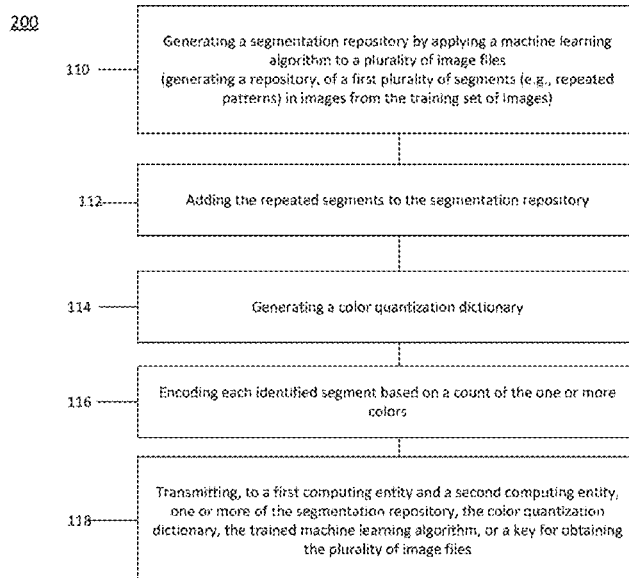 200
110
Generating a segmentation repository by applying a machine learning
algorithm to a plurality of image files
(generating a repository, of a first plurality of segments (e.g., repeated
patterns) in images from the training set of images)
112
Adding the repeated segments to the segmentation repository
114
Generating a color quantization dictionary
116
Encoding each identified segment based on a count of the one or more
colors
118
Transmitting, to a first computing entity and a second computing entity,
one or more of the segmentation repository, the color quantization
dictionary, the trained machine learning algorithm, or a key for obtaining
the plurality of image files